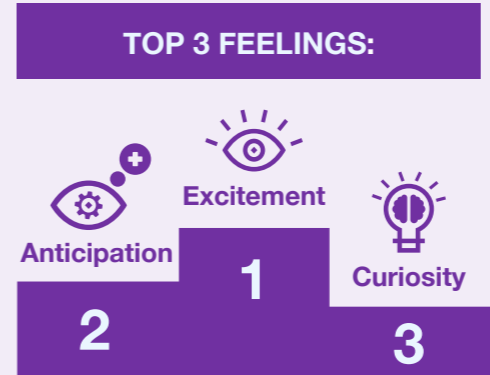 TOP 3 FEELINGS:
Excitement
1
Anticipation
2
Curiosity
3